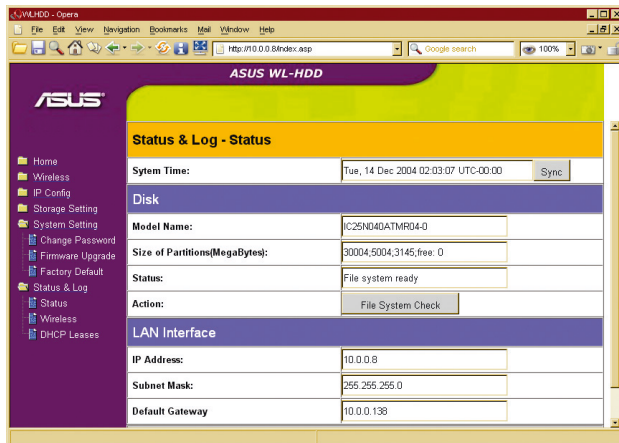 WLHDD - Opera
File Edit View Navigation Bookmarks Mail Window Help
http://10.0.0.8/index.asp Google search 100%
ASUS WL-HDD
ASUS
Status & Log - Status
Home
Wireless
IP Config
Storage Setting
System Setting
Change Password
Firmware Upgrade
Factory Default
Status & Log
Status
Wireless
DHCP Leases
Sytem Time: Tue, 14 Dec 2004 02:03:07 UTC-00:00 Sync
Disk
Model Name: IC25N040ATMR04-0
Size of Partitions(MegaBytes): 30004;5004;3145;free: 0
Status: File system ready
Action: File System Check
LAN Interface
IP Address: 10.0.0.8
Subnet Mask: 255.255.255.0
Default Gateway 10.0.0.138